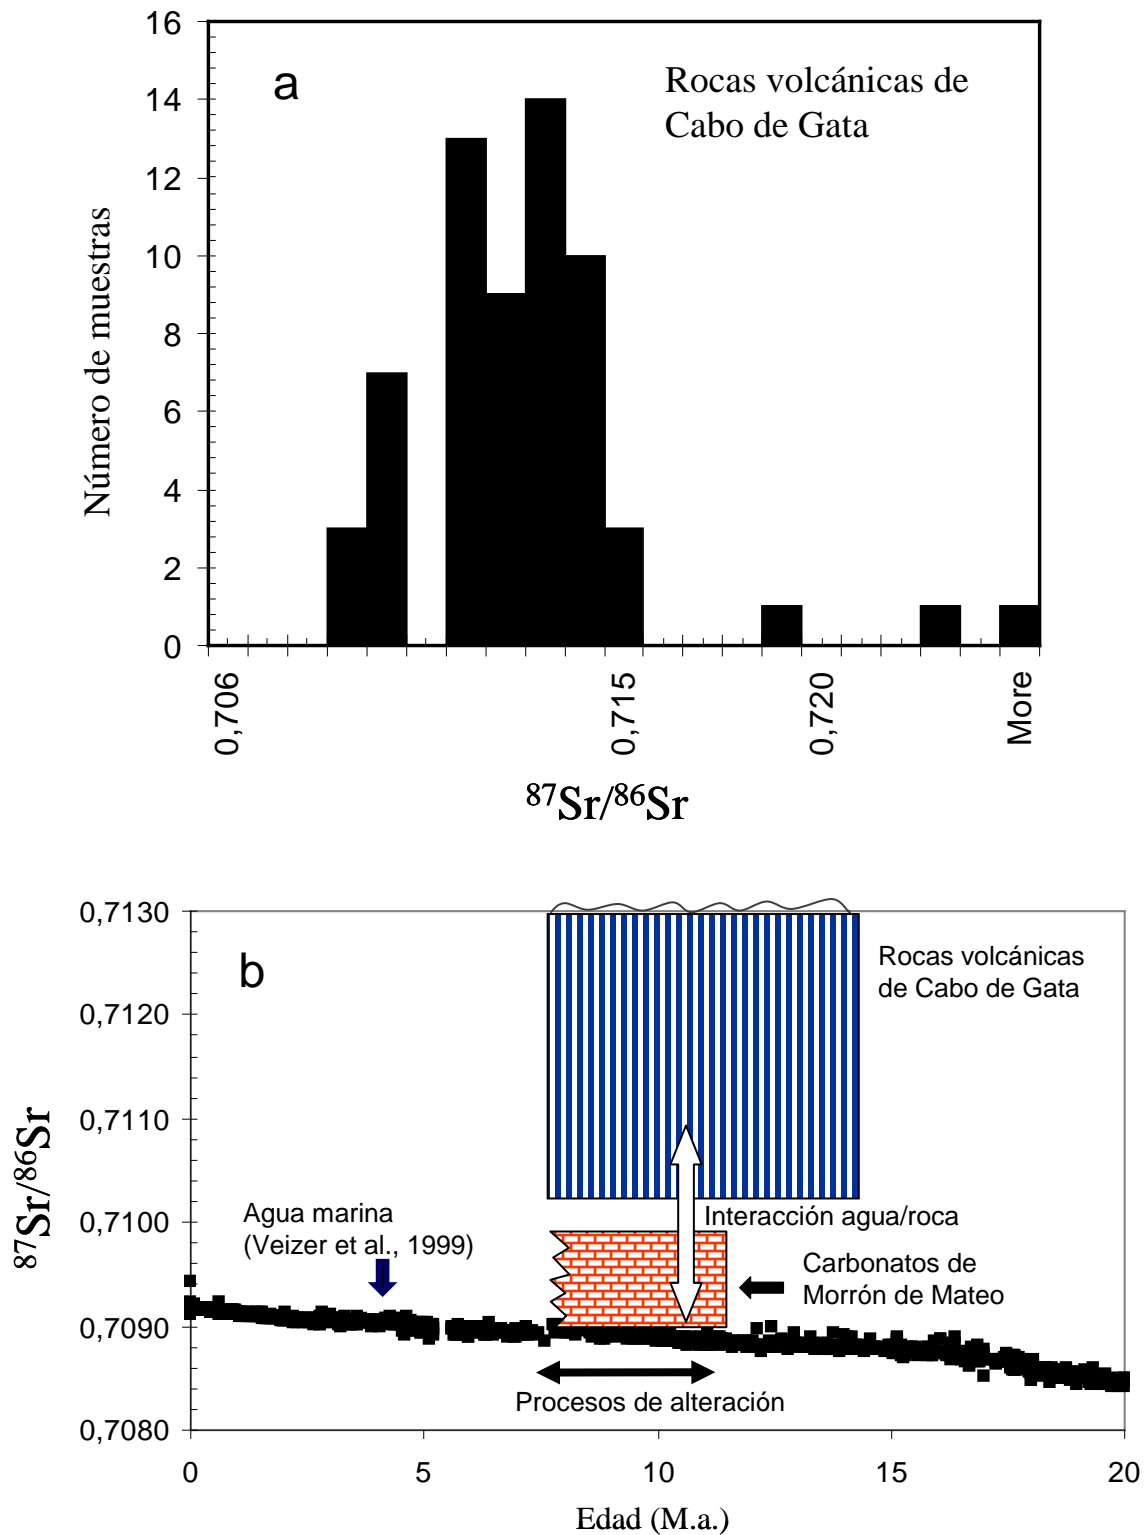 16
a
Rocas volcánicas de
Cabo de Gata
14
12
10
8
6
4
2
0
Número de muestras
0,706
0,715
0,720
More
87Sr/86Sr
0,7130
b
Rocas volcánicas
de Cabo de Gata
0,7120
0,7110
0,7100
Agua marina
(Veizer et al., 1999)
Interacción agua/roca
Carbonatos de
Morrón de Mateo
0,7090
Procesos de alteración
0,7080
87Sr/86Sr
0
5
10
15
20
Edad (M.a.)